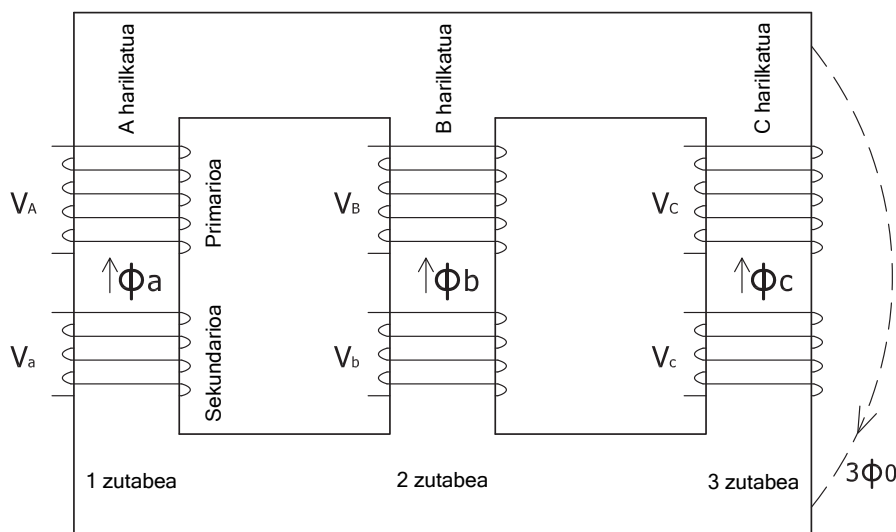 A harilkatua
B harilkatua
C harilkatua
VA
Primarioa
VB
VC
ϕa
ϕb
ϕc
Va
Sekundarioa
Vb
Vc
1 zutabea
2 zutabea
3 zutabea
3ϕ0